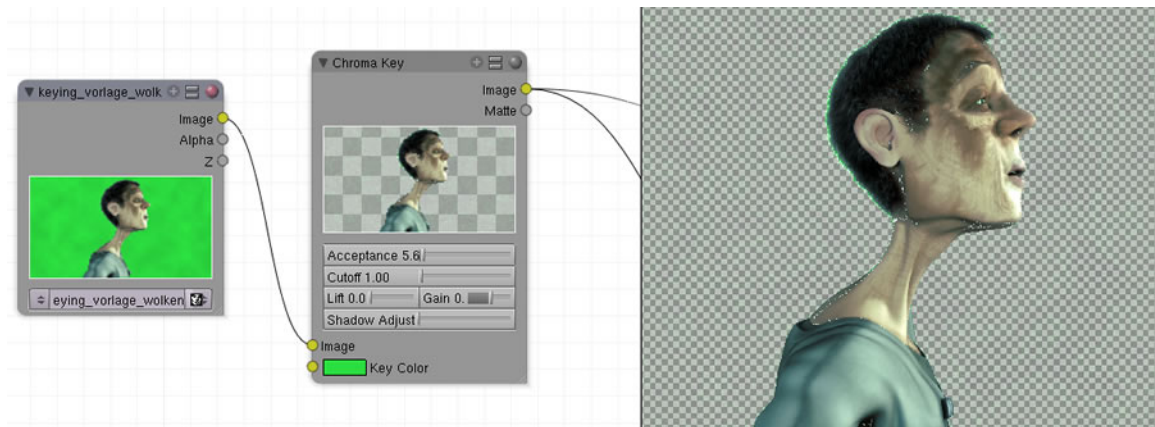 keying_vorlage_wolk
Image
Alpha
Z
eying_vorlage_wolken
Chroma Key
Image
Matte
Acceptance 5.6
Cutoff 1.00
Lift 0.0
Gain 0.
Shadow Adjust
Image
Key Color